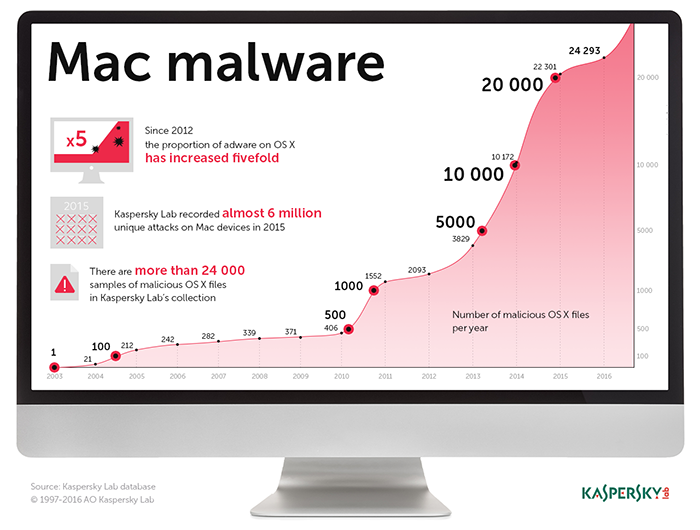 Mac malware
x5
Since 2012
the proportion of adware on OS X
has increased fivefold
2015
Kaspersky Lab recorded almost 6 million
unique attacks on Mac devices in 2015
There are more than 24 000
samples of malicious OS X files
in Kaspersky Lab's collection
1
21
100
212
242
282
339
371
406
500
1000
1552
2093
3829
5000
10 172
10 000
22 301
20 000
24 293
Number of malicious OS X files
per year
20 000
10 000
5000
1000
500
100
2003 2004 2005 2006 2007 2008 2009 2010 2011 2012 2013 2014 2015 2016
Source: Kaspersky Lab database
© 1997-2016 AO Kaspersky Lab
KASPERSKY lab